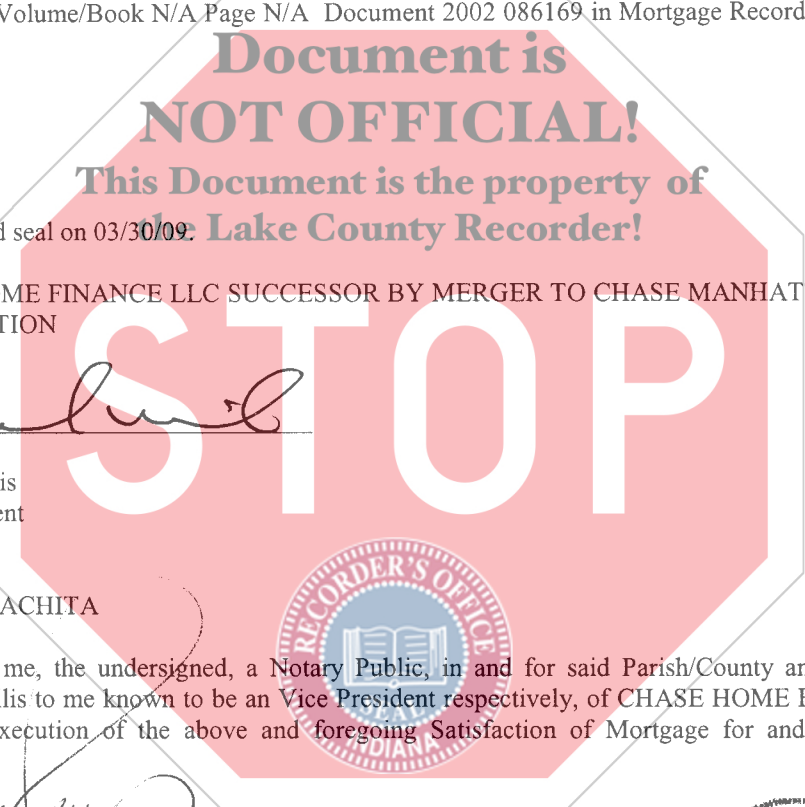 Volume/Book N/A Page N/A Document 2002 086169 in Mortgage Record
Document is
NOT OFFICIAL!
This Document is the property of
the Lake County Recorder!
d seal on 03/30/09.
ME FINANCE LLC SUCCESSOR BY MERGER TO CHASE MANHAT
TION
STOP
is
ent
RECORDER'S OFFICE
SEAL
INDIANA
ACHITA
me, the undersigned, a Notary Public, in and for said Parish/County an
lis to me known to be an Vice President respectively, of CHASE HOME F
xecution of the above and foregoing Satisfaction of Mortgage for and